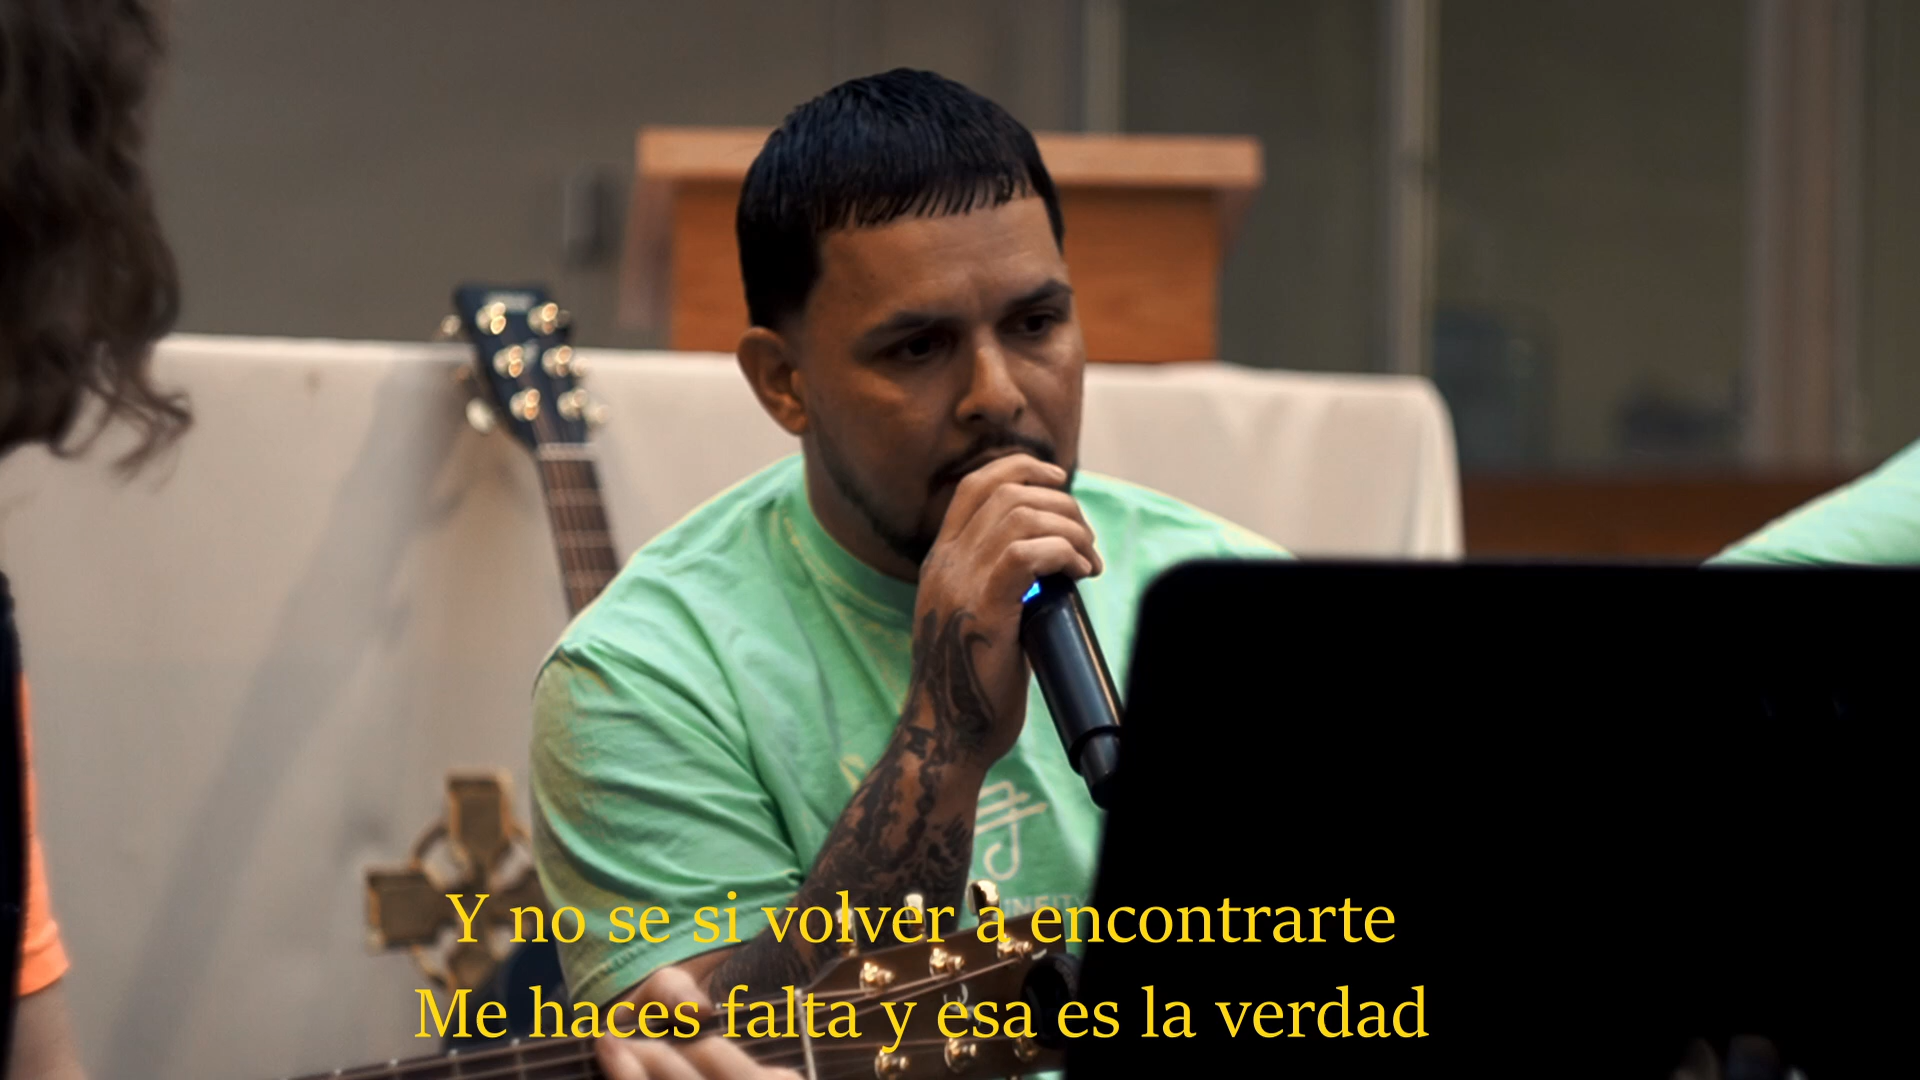 Y no se si volver a encontrarte
Me haces falta y esa es la verdad